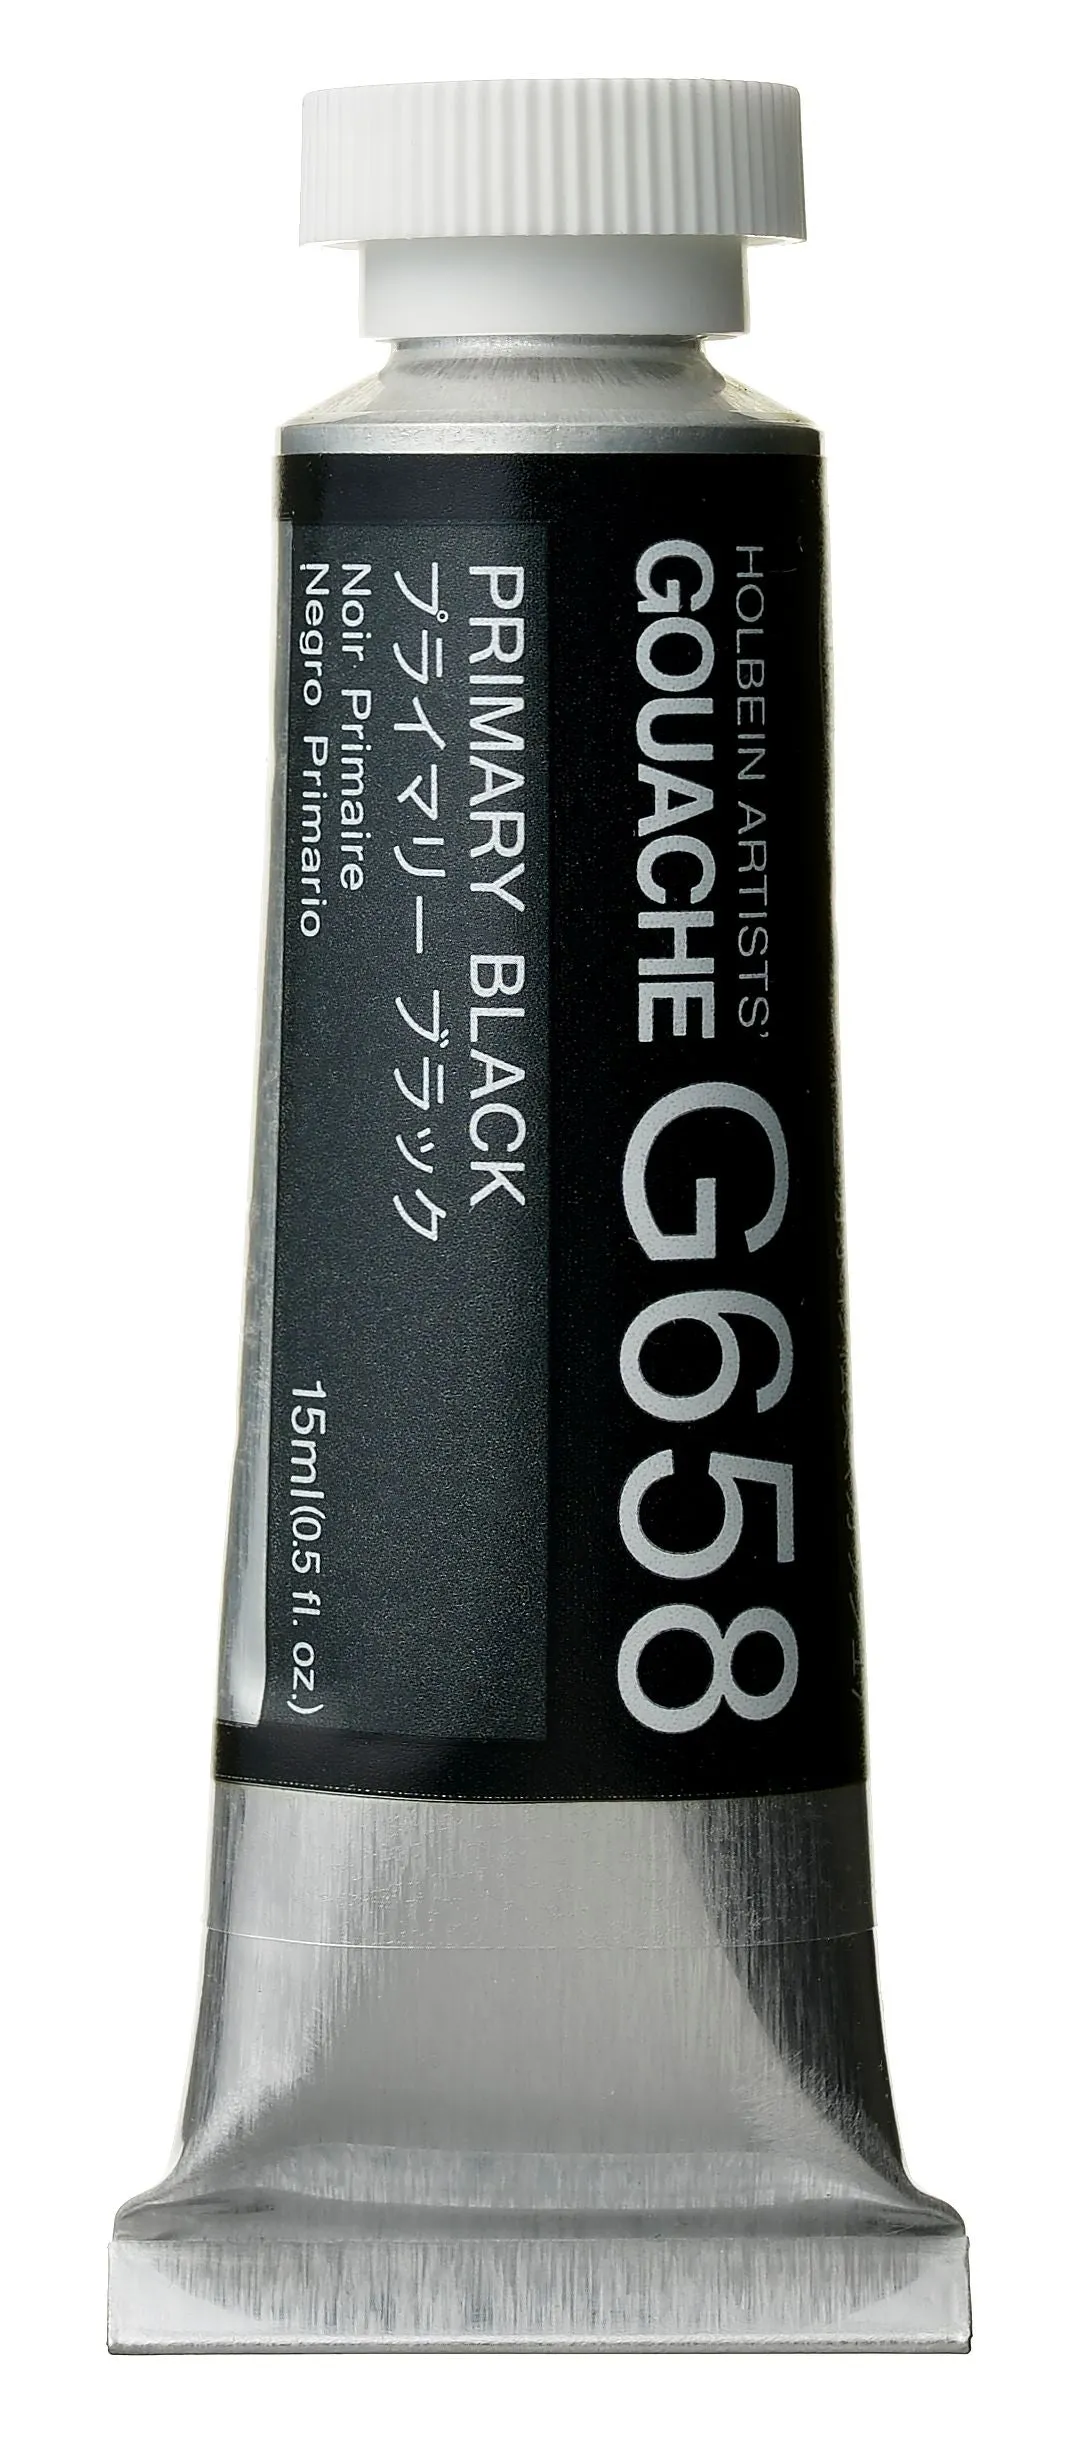 HOLBEIN ARTISTS'
GOUACHE G658
PRIMARY BLACK
プライマリー ブラック
Noir Primaire
Negro Primario
15ml(0.5 fl. oz.)